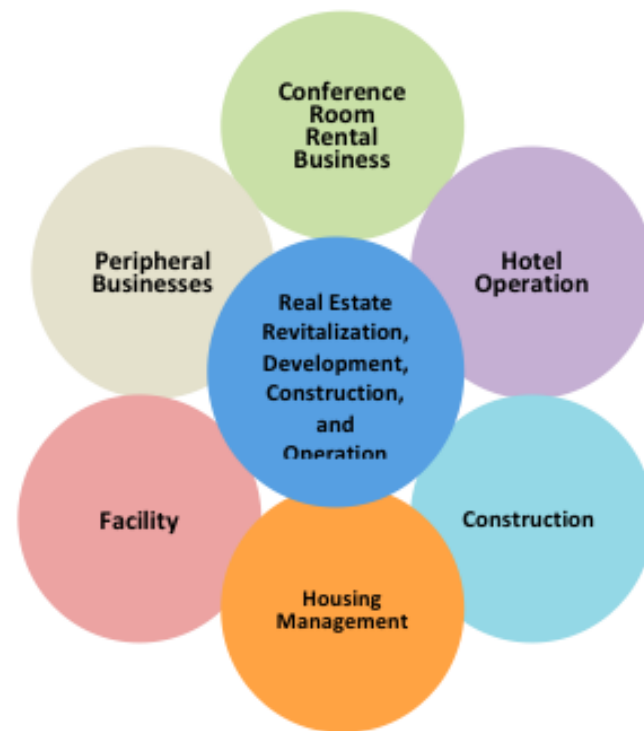 Conference
Room
Rental
Business
Peripheral
Businesses
Hotel
Operation
Real Estate
Revitalization,
Development,
Construction,
and
Operation
Facility
Construction
Housing
Management